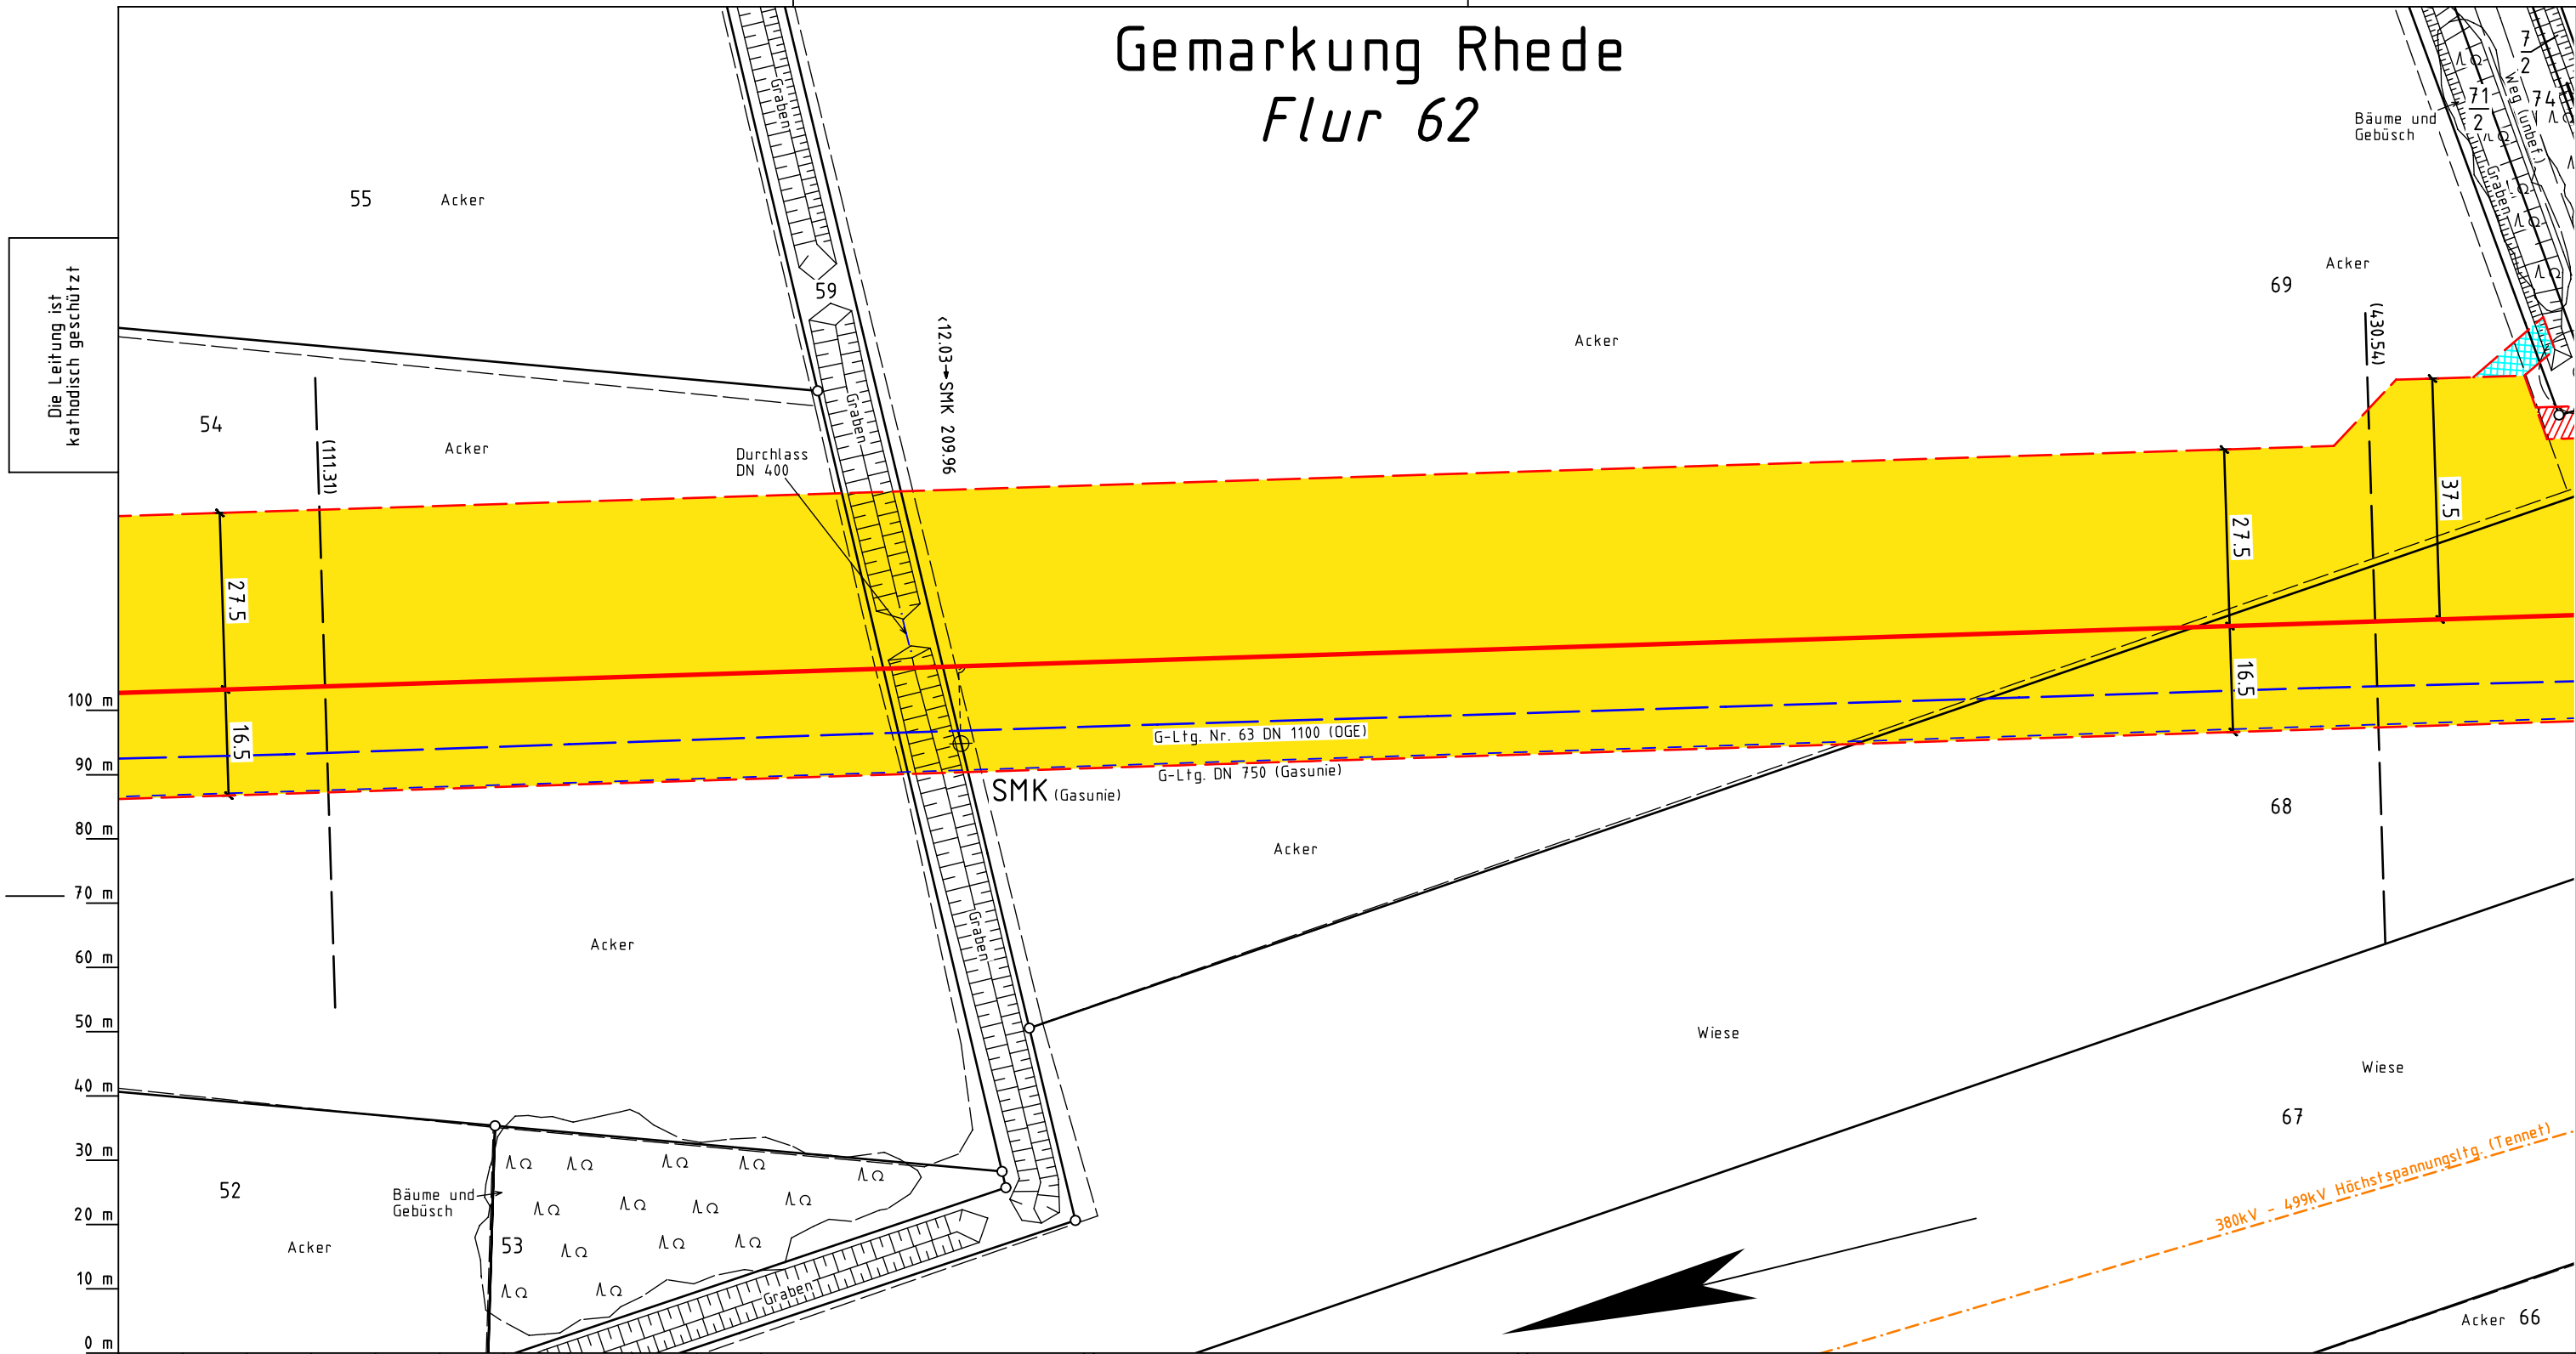 Gemarkung Rhede
Flur 62
7
2
71
2
74
Weg (unbef.)
Bäume und
Gebüsch
Graben
Graben
55 Acker
59
Acker
69
Acker
(430.54)
Die Leitung ist
kathodisch geschützt
<12.03→SMK 209.96
54
Acker
(111.31)
Durchlass
DN 400
Graben
37.5
27.5
27.5
16.5
16.5
G-Ltg. Nr. 63 DN 1100 (OGE)
G-Ltg. DN 750 (Gasunie)
SMK (Gasunie)
68
Acker
Acker
Graben
Wiese
Wiese
67
380kV - 499kV Höchstspannungsltg. (Tennet)
52
Bäume und
Gebüsch
53
Acker
Graben
Acker 66
100 m
90 m
80 m
70 m
60 m
50 m
40 m
30 m
20 m
10 m
0 m